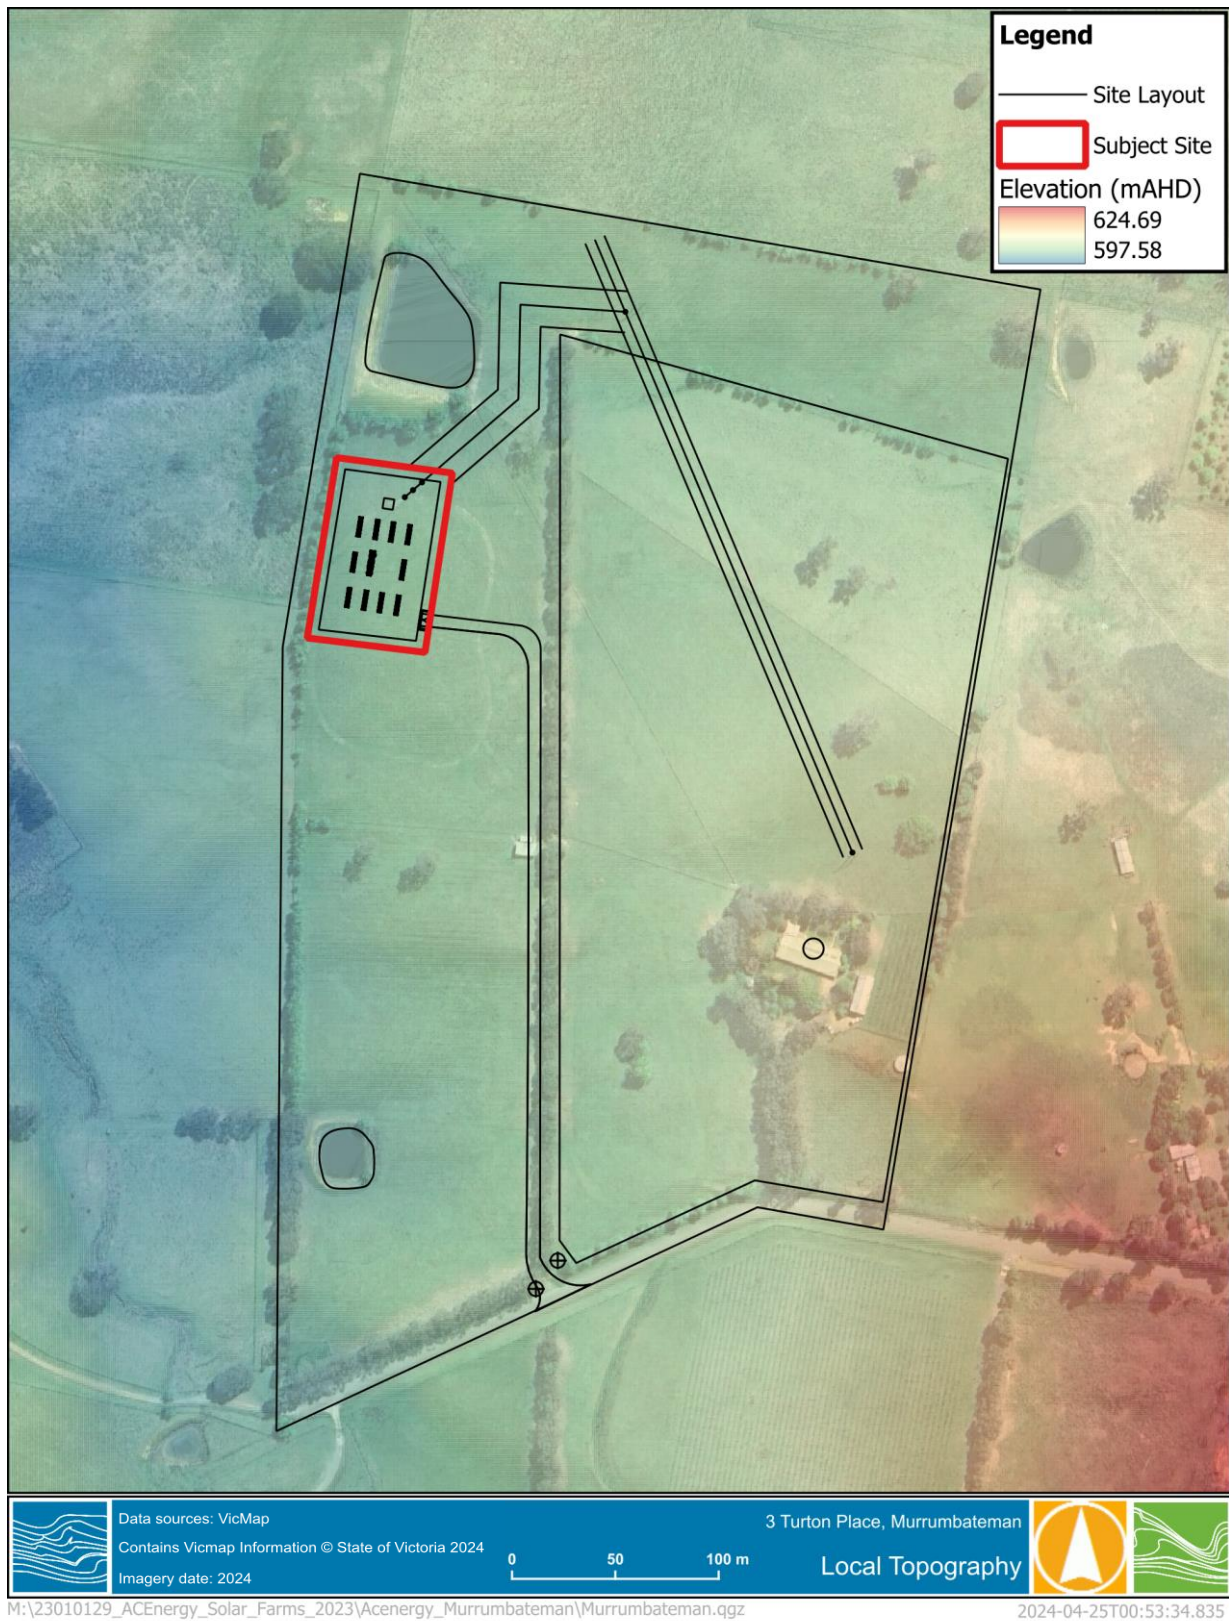 Legend
Site Layout
Subject Site
Elevation (mAHD)
624.69
597.58
Data sources: VicMap
Contains Vicmap Information © State of Victoria 2024
Imagery date: 2024
0 50 100 m
3 Turton Place, Murrumbateman
Local Topography
M:\23010129_ACEnergy_Solar_Farms_2023\Acenergy_Murrumbateman\Murrumbateman.qgz
2024-04-25T00:53:34.835